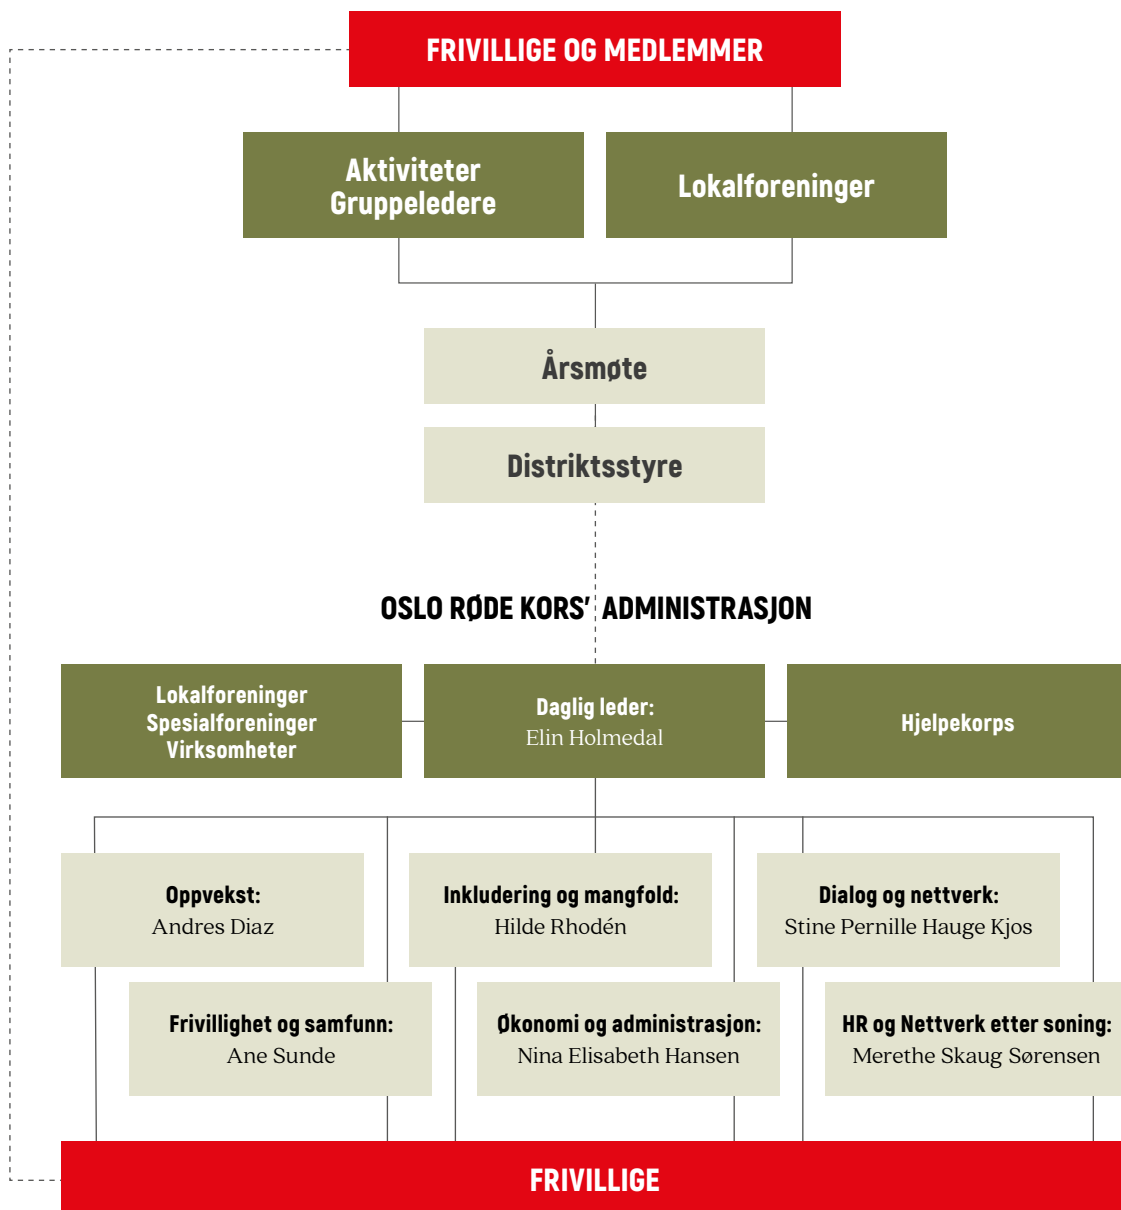 FRIVILLIGE OG MEDLEMMER
Aktiviteter
Gruppeledere
Lokalforeninger
Årsmøte
Distriktsstyre
OSLO RØDE KORS' ADMINISTRASJON
Lokalforeninger
Spesialforeninger
Virksomheter
Daglig leder:
Elin Holmedal
Hjelpekorps
Oppvekst:
Andres Diaz
Inkludering og mangfold:
Hilde Rhodén
Dialog og nettverk:
Stine Pernille Hauge Kjos
Frivillighet og samfunn:
Ane Sunde
Økonomi og administrasjon:
Nina Elisabeth Hansen
HR og Nettverk etter soning:
Merethe Skaug Sørensen
FRIVILLIGE